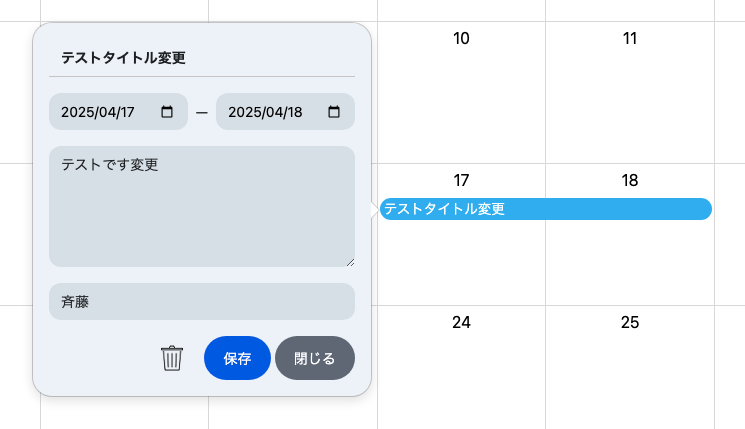 テストタイトル変更
2025/04/17 — 2025/04/18
テストです変更
斉藤
保存 閉じる
10 11
17 18
テストタイトル変更
24 25